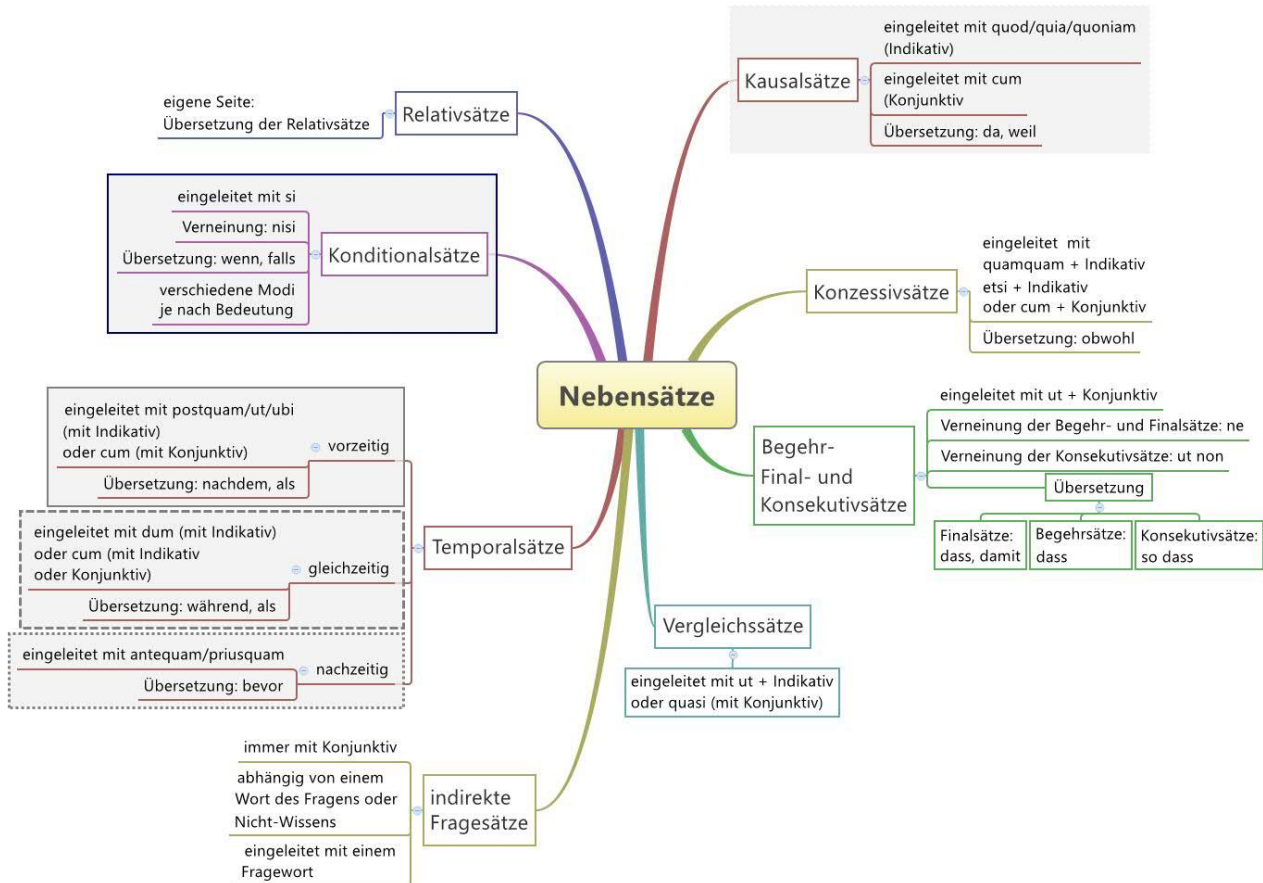 Nebensätze
Kausalsätze
eingeleitet mit quod/quia/quoniam
(Indikativ)
eingeleitet mit cum
(Konjunktiv
Übersetzung: da, weil
Konzessivsätze
eingeleitet mit
quamquam + Indikativ
etsi + Indikativ
oder cum + Konjunktiv
Übersetzung: obwohl
Begehr-
Final- und
Konsekutivsätze
eingeleitet mit ut + Konjunktiv
Verneinung der Begehr- und Finalsätze: ne
Verneinung der Konsekutivsätze: ut non
Übersetzung
Finalsätze:
dass, damit
Begehrsätze:
dass
Konsekutivsätze:
so dass
Vergleichssätze
eingeleitet mit ut + Indikativ
oder quasi (mit Konjunktiv)
Relativsätze
eigene Seite:
Übersetzung der Relativsätze
Konditionalsätze
eingeleitet mit si
Verneinung: nisi
Übersetzung: wenn, falls
verschiedene Modi
je nach Bedeutung
Temporalsätze
vorzeitig
eingeleitet mit postquam/ut/ubi
(mit Indikativ)
oder cum (mit Konjunktiv)
Übersetzung: nachdem, als
gleichzeitig
eingeleitet mit dum (mit Indikativ)
oder cum (mit Indikativ
oder Konjunktiv)
Übersetzung: während, als
nachzeitig
eingeleitet mit antequam/priusquam
Übersetzung: bevor
indirekte
Fragesätze
immer mit Konjunktiv
abhängig von einem
Wort des Fragens oder
Nicht-Wissens
eingeleitet mit einem
Fragewort